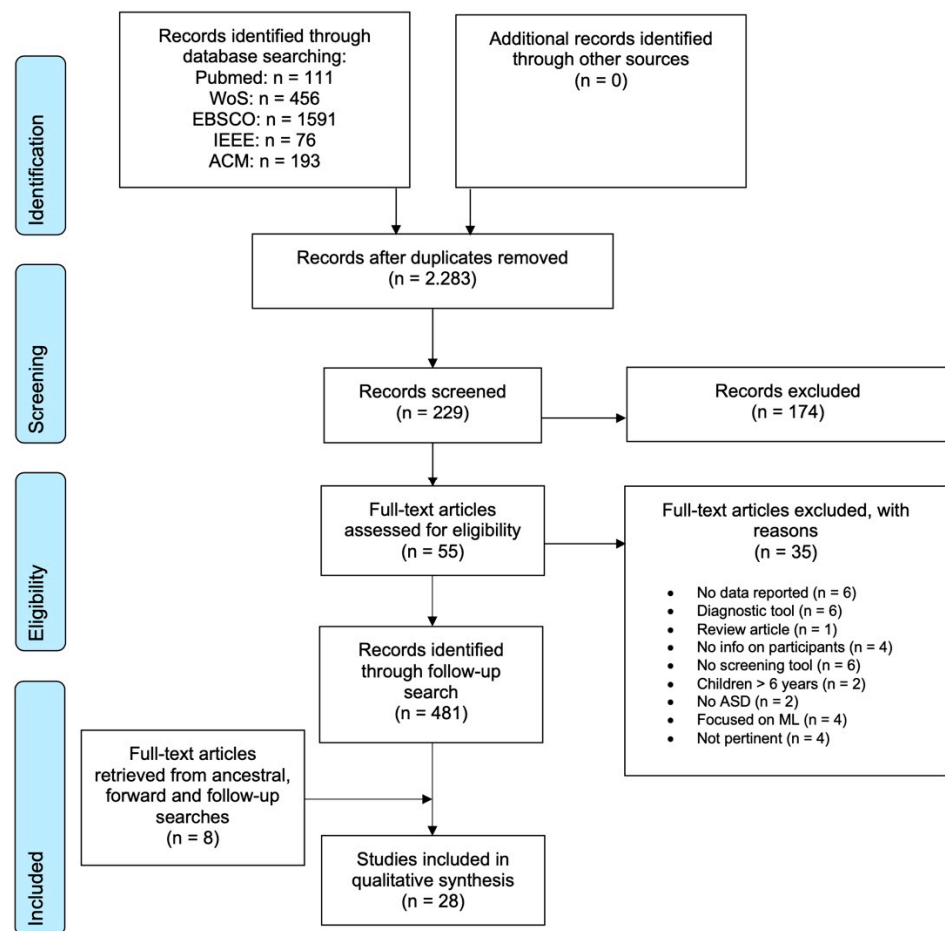 Identification
Records identified through
database searching:
Pubmed: n = 111
WoS: n = 456
EBSCO: n = 1591
IEEE: n = 76
ACM: n = 193
Additional records identified
through other sources
(n = 0)
Records after duplicates removed
(n = 2.283)
Screening
Records screened
(n = 229)
Records excluded
(n = 174)
Eligibility
Full-text articles
assessed for eligibility
(n = 55)
Full-text articles excluded, with
reasons
(n = 35)
• No data reported (n = 6)
• Diagnostic tool (n = 6)
• Review article (n = 1)
• No info on participants (n = 4)
• No screening tool (n = 6)
• Children > 6 years (n = 2)
• No ASD (n = 2)
• Focused on ML (n = 4)
• Not pertinent (n = 4)
Records identified
through follow-up
search
(n = 481)
Included
Full-text articles
retrieved from ancestral,
forward and follow-up
searches
(n = 8)
Studies included in
qualitative synthesis
(n = 28)